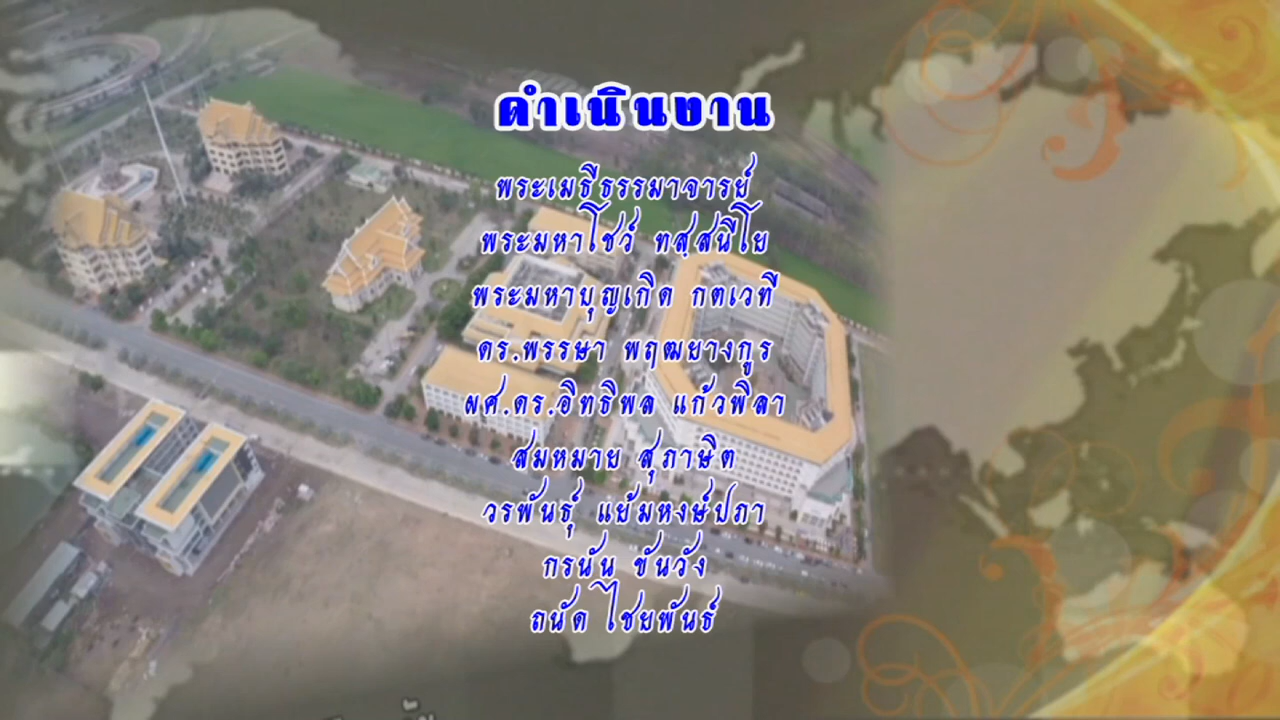 ดำเนินงาน
พระเมธีธรรมาจารย์
พระมหาโชว์ ทสฺสนีโย
พระมหาบุญเกิด กตเวที
ดร.พรรษา พฤฒยางกูร
ผศ.ดร.อิทธิพล แก้วพิลา
สมหมาย สุภาษิต
วรพันธุ์ แย้มหงษ์ปภา
กรนัน ขันวัง
ถนัด ไชยพันธ์